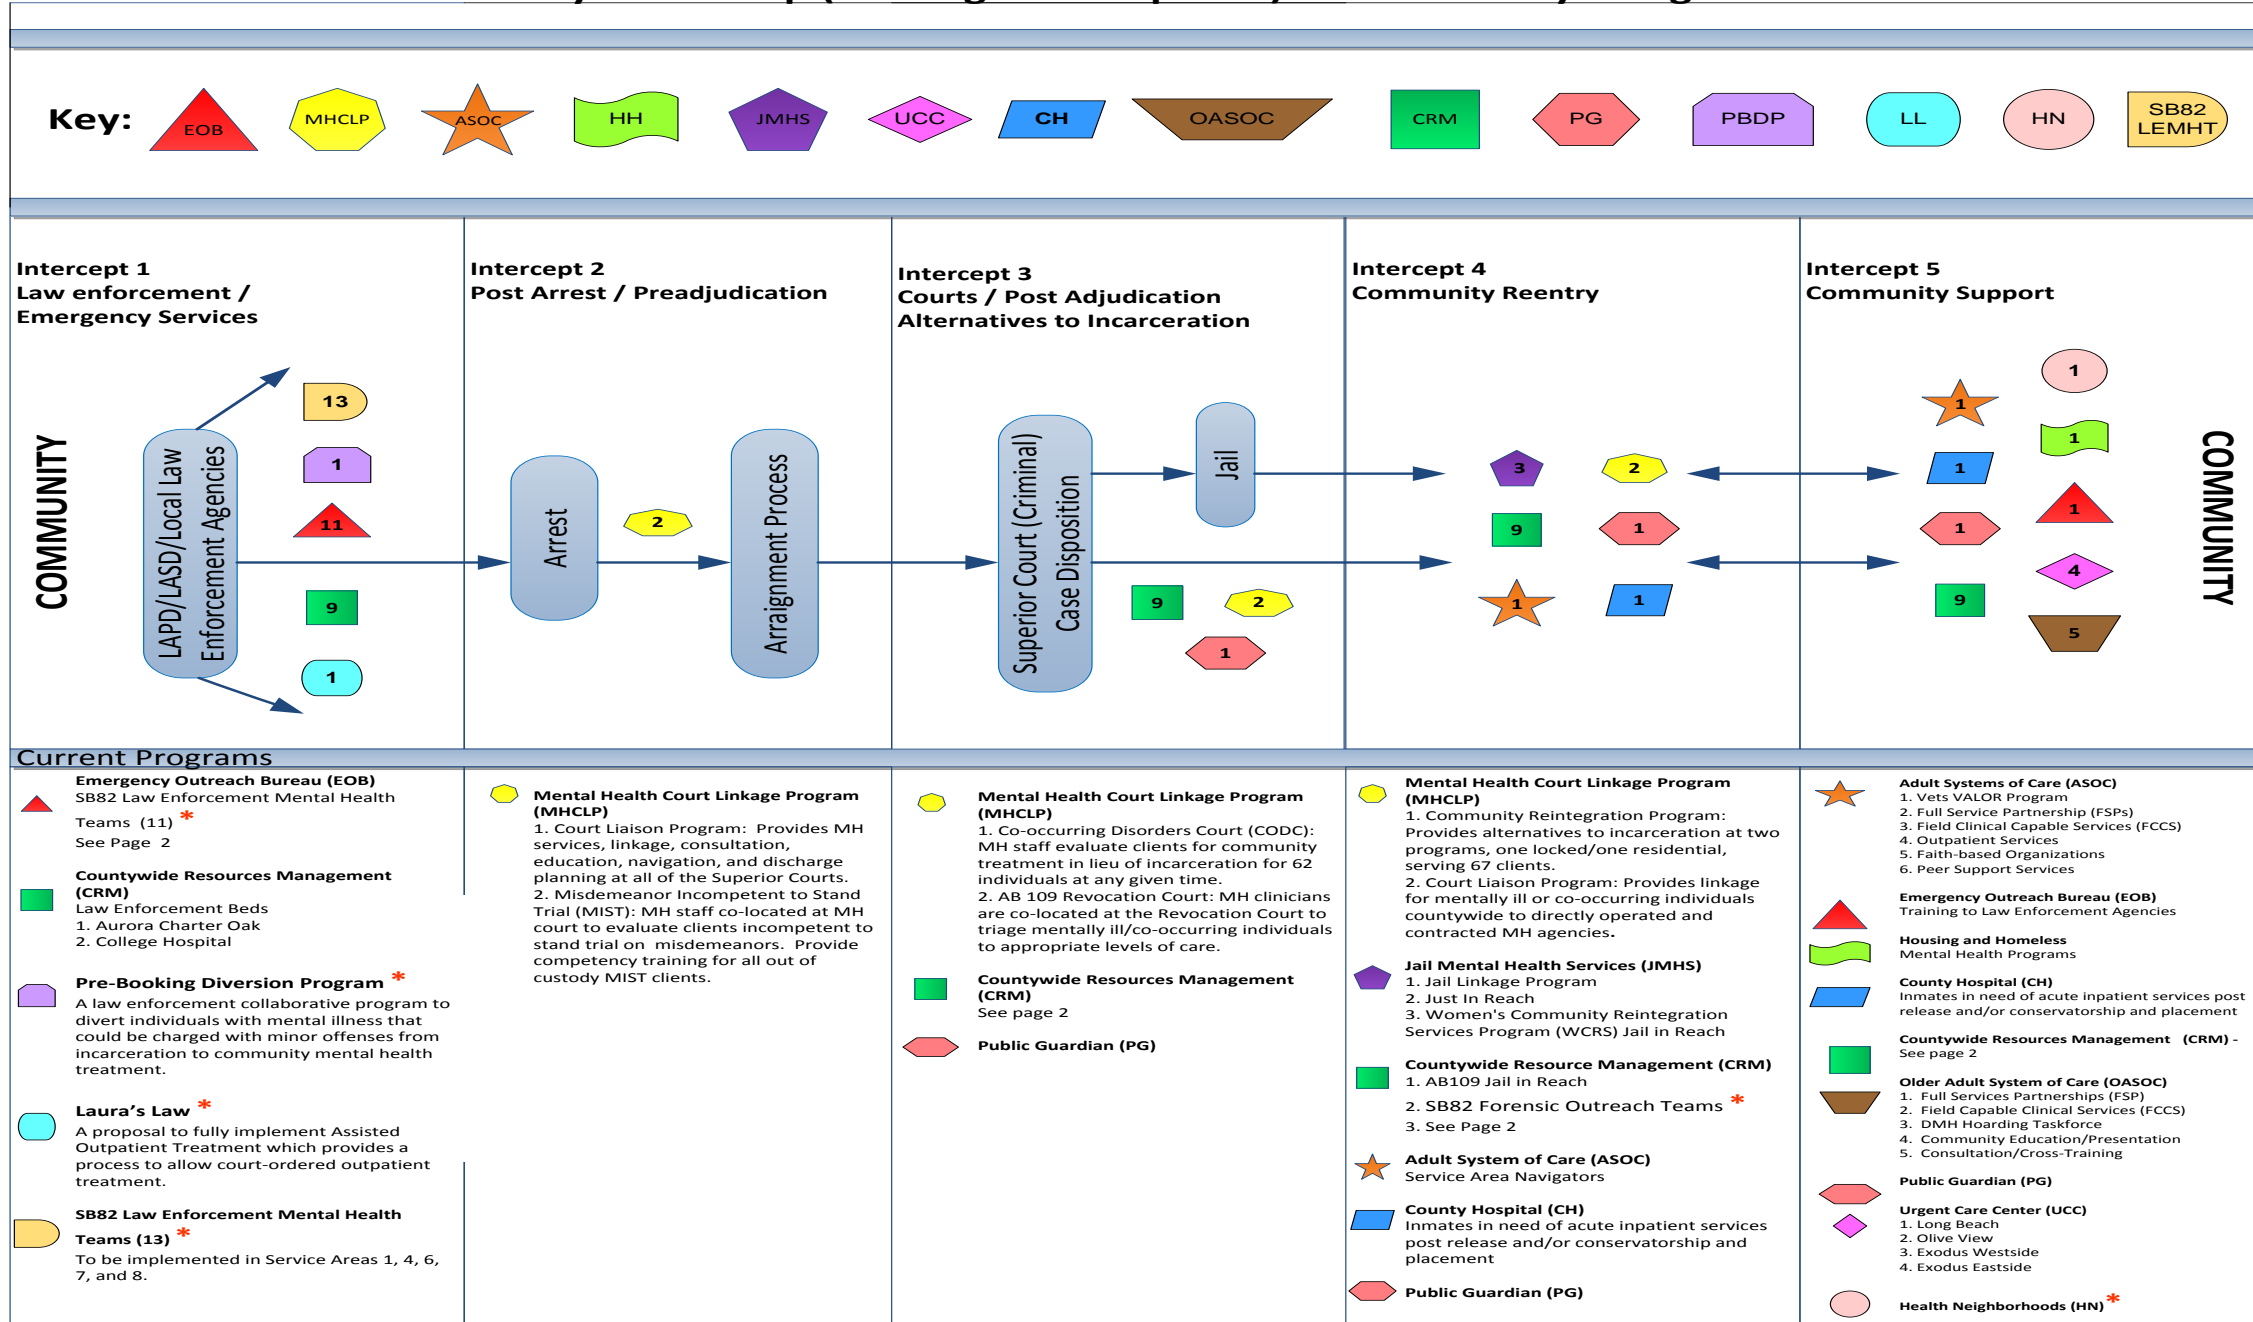 Key:
EOB
MHCLP
ASOC
HH
JMHS
UCC
CH
OASOC
CRM
PG
PBDP
LL
HN
SB82
LEMHT
Intercept 1
Law enforcement /
Emergency Services
COMMUNITY
LAPD/LASD/Local Law
Enforcement Agencies
13
1
11
9
1
Intercept 2
Post Arrest / Preadjudication
Arrest
2
Arraignment Process
Intercept 3
Courts / Post Adjudication
Alternatives to Incarceration
Superior Court (Criminal)
Case Disposition
Jail
9
2
1
Intercept 4
Community Reentry
3
2
9
1
1
1
Intercept 5
Community Support
1
1
1
1
1
1
4
9
5
COMMUNITY
Current Programs
Emergency Outreach Bureau (EOB)
SB82 Law Enforcement Mental Health
Teams (11) *
See Page 2
Countywide Resources Management
(CRM)
Law Enforcement Beds
1. Aurora Charter Oak
2. College Hospital
Pre-Booking Diversion Program *
A law enforcement collaborative program to
divert individuals with mental illness that
could be charged with minor offenses from
incarceration to community mental health
treatment.
Laura’s Law *
A proposal to fully implement Assisted
Outpatient Treatment which provides a
process to allow court-ordered outpatient
treatment.
SB82 Law Enforcement Mental Health
Teams (13) *
To be implemented in Service Areas 1, 4, 6,
7, and 8.
Mental Health Court Linkage Program
(MHCLP)
1. Court Liaison Program: Provides MH
services, linkage, consultation,
education, navigation, and discharge
planning at all of the Superior Courts.
2. Misdemeanor Incompetent to Stand
Trial (MIST): MH staff co-located at MH
court to evaluate clients incompetent to
stand trial on misdemeanors. Provide
competency training for all out of
custody MIST clients.
Mental Health Court Linkage Program
(MHCLP)
1. Co-occurring Disorders Court (CODC):
MH staff evaluate clients for community
treatment in lieu of incarceration for 62
individuals at any given time.
2. AB 109 Revocation Court: MH clinicians
are co-located at the Revocation Court to
triage mentally ill/co-occurring individuals
to appropriate levels of care.
Countywide Resources Management
(CRM)
See page 2
Public Guardian (PG)
Mental Health Court Linkage Program
(MHCLP)
1. Community Reintegration Program:
Provides alternatives to incarceration at two
programs, one locked/one residential,
serving 67 clients.
2. Court Liaison Program: Provides linkage
for mentally ill or co-occurring individuals
countywide to directly operated and
contracted MH agencies.
Jail Mental Health Services (JMHS)
1. Jail Linkage Program
2. Just In Reach
3. Women's Community Reintegration
Services Program (WCRS) Jail in Reach
Countywide Resource Management (CRM)
1. AB109 Jail in Reach
2. SB82 Forensic Outreach Teams *
3. See Page 2
Adult System of Care (ASOC)
Service Area Navigators
County Hospital (CH)
Inmates in need of acute inpatient services
post release and/or conservatorship and
placement
Public Guardian (PG)
Adult Systems of Care (ASOC)
1. Vets VALOR Program
2. Full Service Partnership (FSPs)
3. Field Clinical Capable Services (FCCS)
4. Outpatient Services
5. Faith-based Organizations
6. Peer Support Services
Emergency Outreach Bureau (EOB)
Training to Law Enforcement Agencies
Housing and Homeless
Mental Health Programs
County Hospital (CH)
Inmates in need of acute inpatient services post
release and/or conservatorship and placement
Countywide Resources Management (CRM) -
See page 2
Older Adult System of Care (OASOC)
1. Full Services Partnerships (FSP)
2. Field Capable Clinical Services (FCCS)
3. DMH Hoarding Taskforce
4. Community Education/Presentation
5. Consultation/Cross-Training
Public Guardian (PG)
Urgent Care Center (UCC)
1. Long Beach
2. Olive View
3. Exodus Westside
4. Exodus Eastside
Health Neighborhoods (HN) *